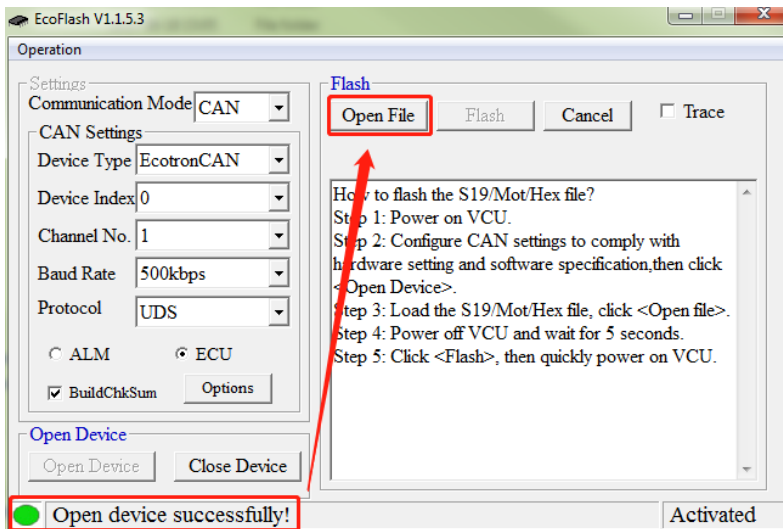 EcoFlash V1.1.5.3
Operation
Settings
Communication Mode CAN
CAN Settings
Device Type EcotronCAN
Device Index 0
Channel No. 1
Baud Rate 500kbps
Protocol UDS
ALM ECU
BuildChkSum Options
Open Device
Open Device Close Device
Open device successfully!
Flash
Open File Flash Cancel Trace
How to flash the S19/Mot/Hex file?
Step 1: Power on VCU.
Step 2: Configure CAN settings to comply with
hardware setting and software specification,then click
<Open Device>.
Step 3: Load the S19/Mot/Hex file, click <Open file>.
Step 4: Power off VCU and wait for 5 seconds.
Step 5: Click <Flash>, then quickly power on VCU.
Activated